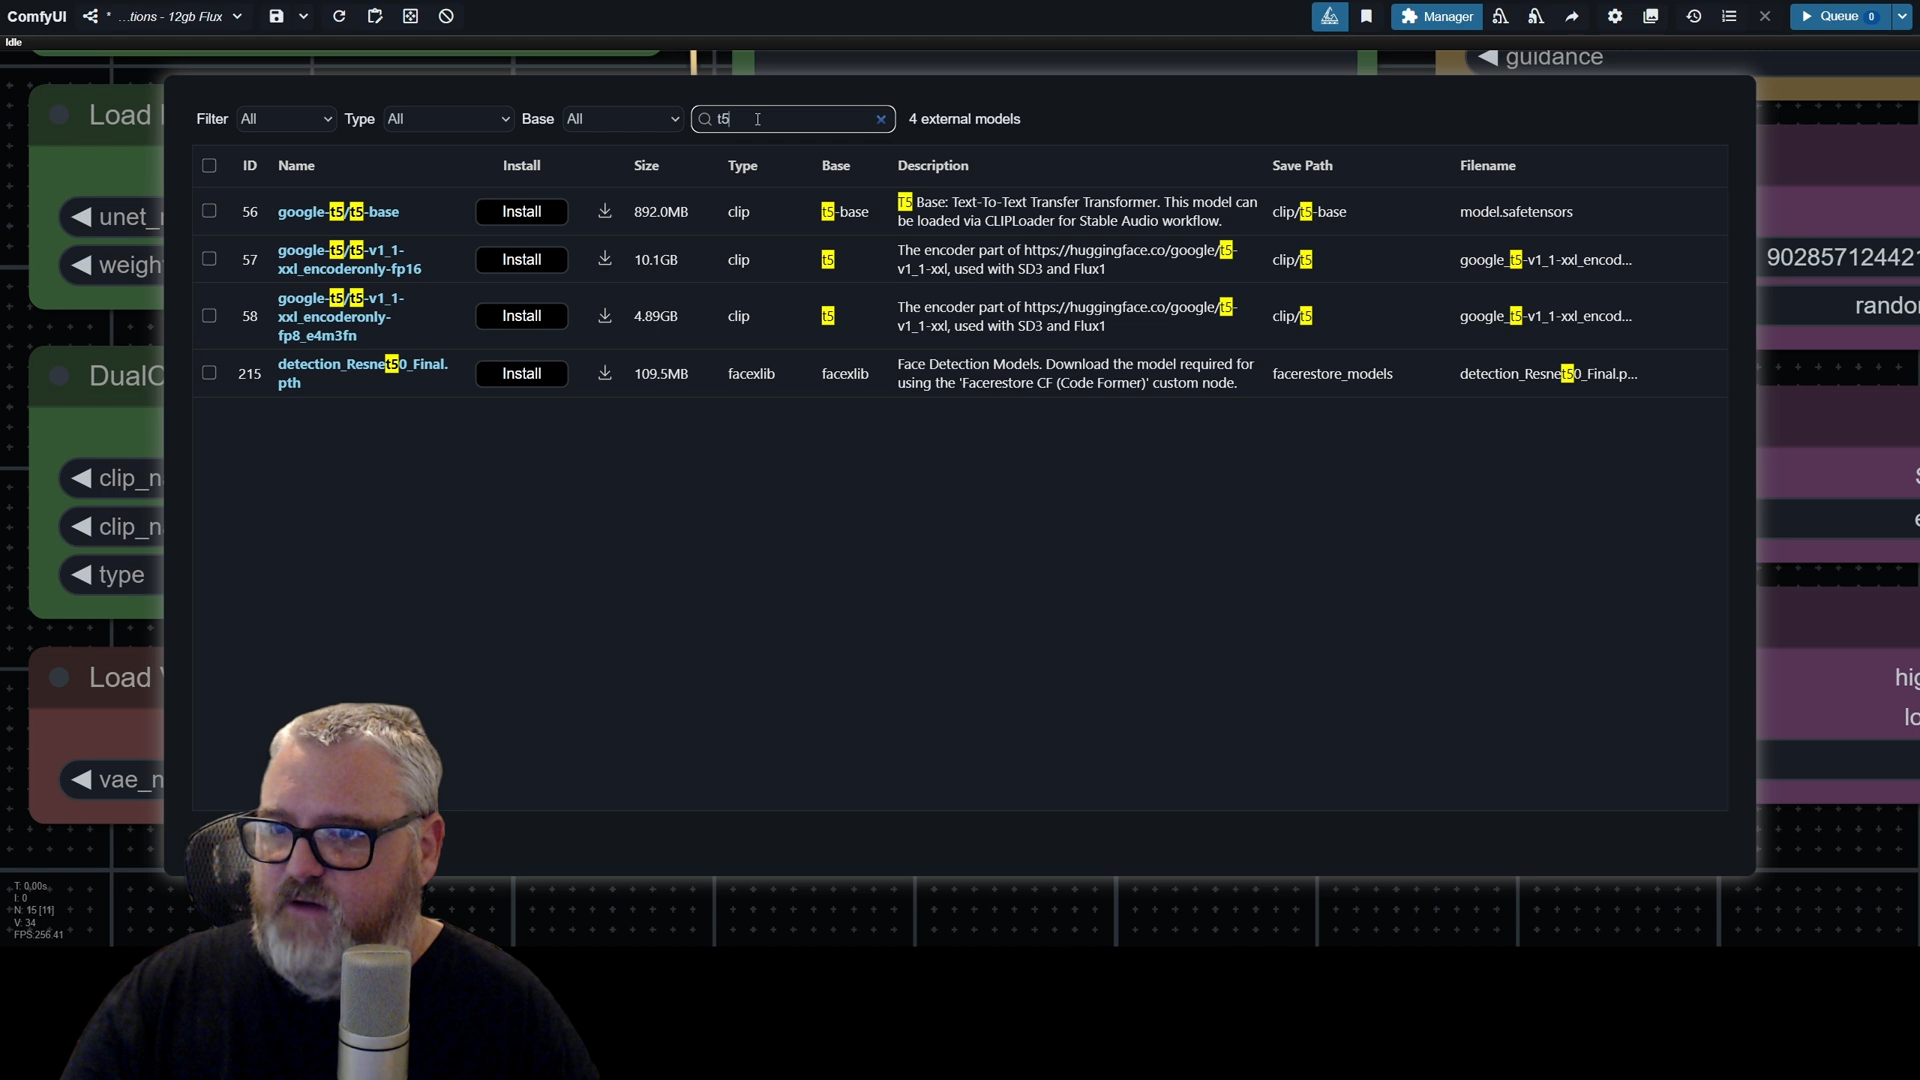 ComfyUI * ...tions - 12gb Flux Manager Queue 0
Idle
guidance
Load
Filter All Type All Base All t5 4 external models
ID Name Install Size Type Base Description Save Path Filename
56 google-t5/t5-base Install 892.0MB clip t5-base T5 Base: Text-To-Text Transfer Transformer. This model can be loaded via CLIPLoader for Stable Audio workflow. clip/t5-base model.safetensors
57 google-t5/t5-v1_1-xxl_encoderonly-fp16 Install 10.1GB clip t5 The encoder part of https://huggingface.co/google/t5-v1_1-xxl, used with SD3 and Flux1 clip/t5 google_t5-v1_1-xxl_encod...
58 google-t5/t5-v1_1-xxl_encoderonly-fp8_e4m3fn Install 4.89GB clip t5 The encoder part of https://huggingface.co/google/t5-v1_1-xxl, used with SD3 and Flux1 clip/t5 google_t5-v1_1-xxl_encod...
215 detection_Resnet50_Final.pth Install 109.5MB facexlib facexlib Face Detection Models. Download the model required for using the 'Facerestore CF (Code Former)' custom node. facerestore_models detection_Resnet50_Final.p...
unet_
weigh
902857124421
rando
DualC
clip_n
clip_n
type
Load
hig
lo
vae_n
T: 0.00s
I: 0
N: 15 [11]
V: 34
FPS:256.41